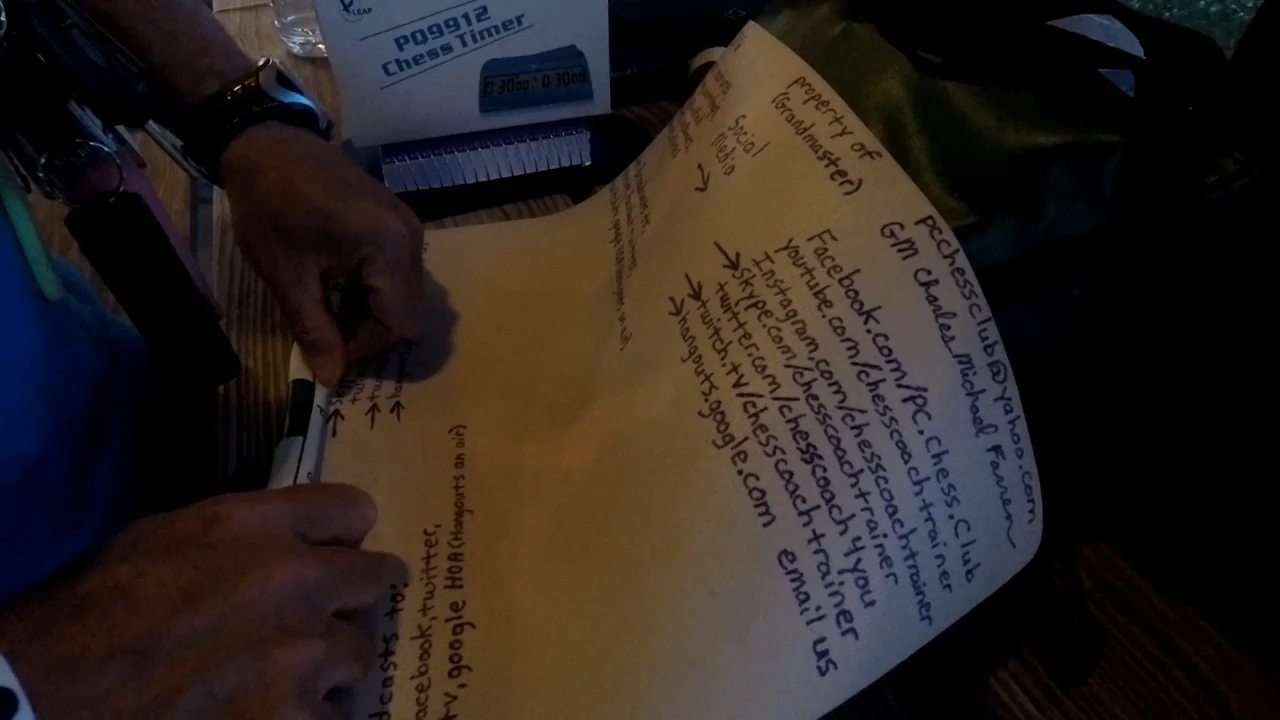 LEAP
PQ9912
Chess Timer
0:30 00 0:30 00
property of
(Grandmaster)
pcchessclub@yahoo.com
GM Charles Michael
Social
Media
Facebook.com/pc.chess.club
youtube.com/chesscoachtrainer
Instagram.com/chesscoachtrainer
→skype.com/chesscoachtrainer
twitter.com/chesscoach4you
→twitch.tv/chesscoachtrainer
→hangouts.google.com email us
dcasts to:
acebook, twitter,
tv, google HOA (Hangouts on air)